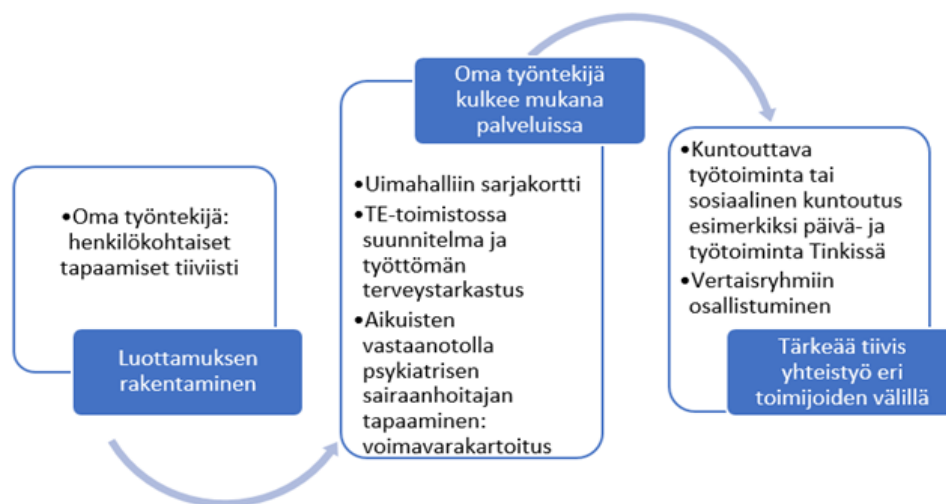 •Oma työntekijä:
henkilökohtaiset
tapaamiset tiiviisti
Luottamuksen
rakentaminen
Oma työntekijä
kulkee mukana
palveluissa
•Uimahalliin sarjakortti
•TE-toimistossa
suunnitelma ja
työttömän
terveystarkastus
•Aikuisten
vastaanotolla
psykiatrisen
sairaanhoitajan
tapaaminen:
voimavarakartoitus
•Kuntouttava
työtoiminta tai
sosiaalinen kuntoutus
esimerkiksi päivä- ja
työtoiminta Tinkissä
•Vertaisryhmiin
osallistuminen
Tärkeää tiivis
yhteistyö eri
toimijoiden välillä